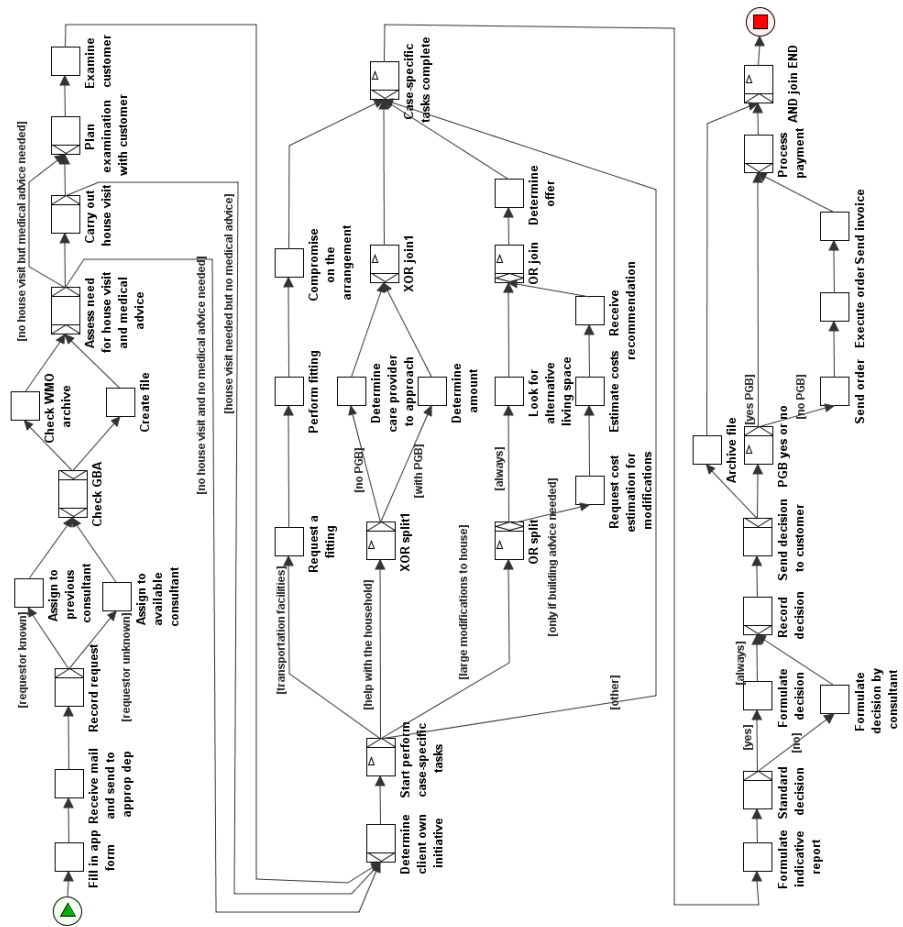 Fill in app
form
Receive mail
and send to
approp dep
Record request
[requestor known]
[requestor unknown]
Assign to
previous
consultant
Assign to
available
consultant
Check GBA
Check WMO
archive
Create file
Assess need
for house visit
and medical
advice
[no house visit but medical advice needed]
[no house visit and no medical advice needed]
[house visit needed but no medical advice]
Carry out
house visit
Plan
examination
with customer
Examine
customer
Determine
client own
initiative
Start perform
case-specific
tasks
[transportation facilities]
[help with the household]
[large modifications to house]
[other]
Request a
fitting
Perform fitting
Compromise
on the
arrangement
XOR split1
[no PGB]
[with PGB]
Determine
care provider
to approach
Determine
amount
XOR join1
OR split
[always]
[only if building advice needed]
Look for
alternative
living space
Request cost
estimation for
modifications
Estimate costs
Receive
recommendation
OR join
Determine
offer
Case-specific
tasks complete
Formulate
indicative
report
Standard
decision
[yes]
[no]
Formulate
decision
[always]
Formulate
decision by
consultant
Record
decision
Send decision
to customer
Archive file
PGB yes or no
[yes PGB]
[no PGB]
Send order
Execute order
Send invoice
Process
payment
AND join END